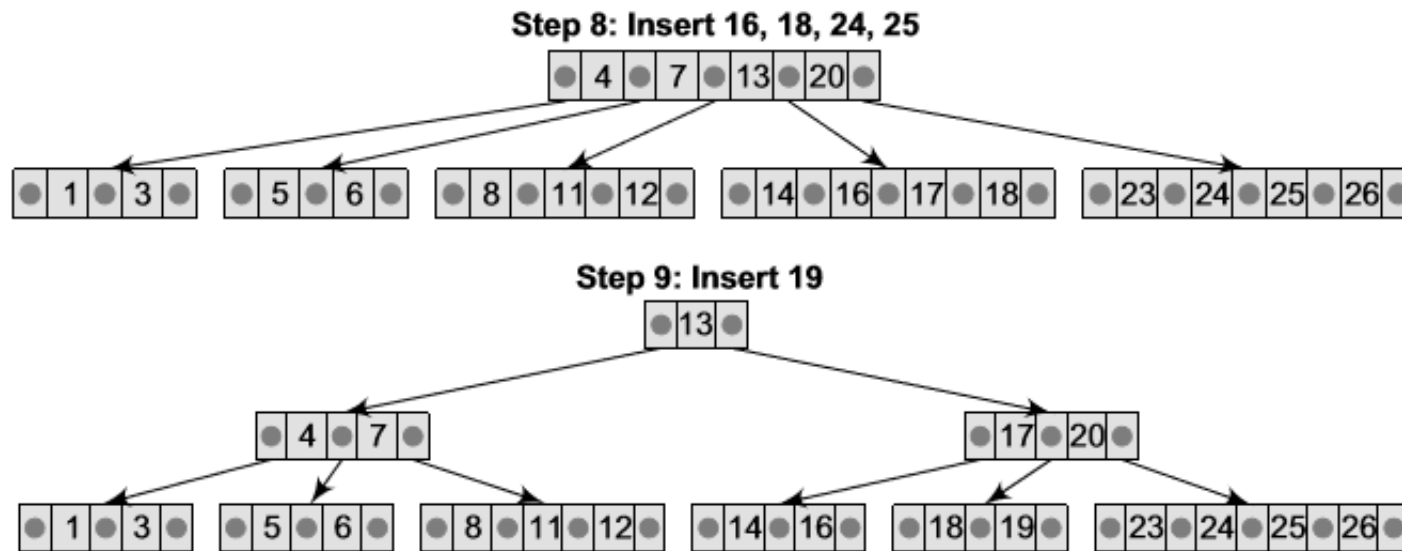 Step 8: Insert 16, 18, 24, 25
4 7 13 20
1 3 5 6 8 11 12 14 16 17 18 23 24 25 26
Step 9: Insert 19
13
4 7 17 20
1 3 5 6 8 11 12 14 16 18 19 23 24 25 26